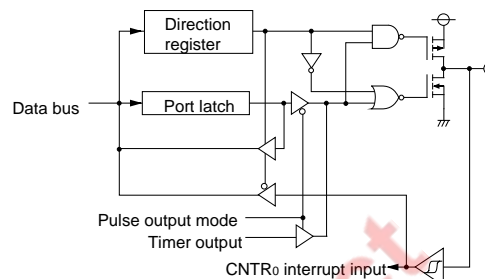 Direction
register
Port latch
Data bus
Pulse output mode
Timer output
CNTR0 interrupt input